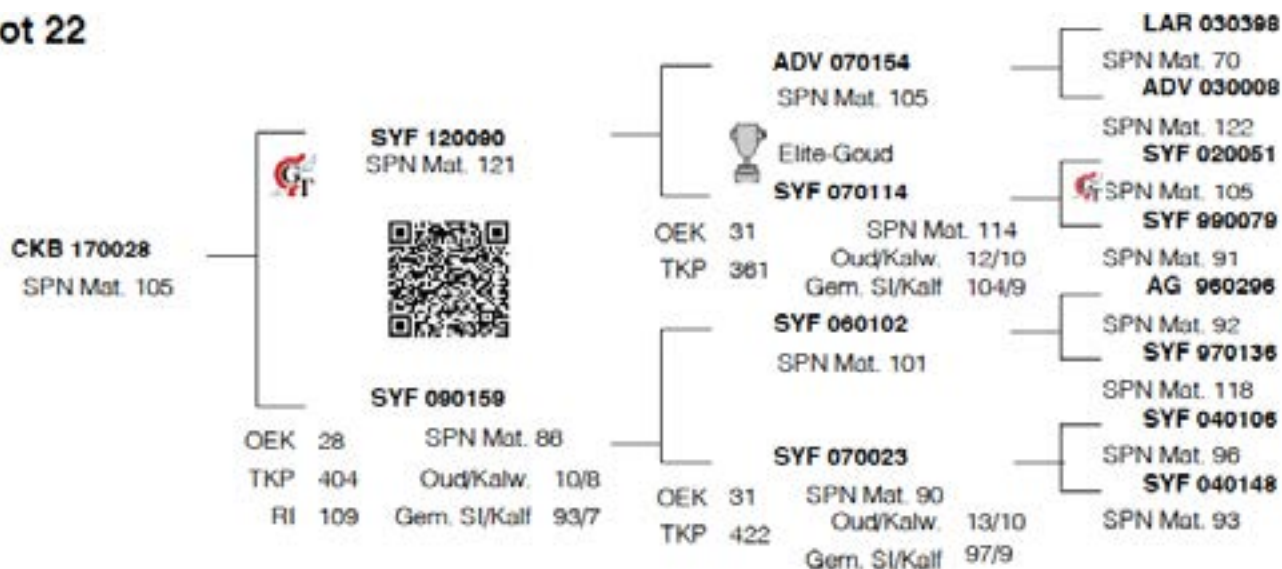 ot 22
CKB 170028
SPN Mat. 105
GT
SYF 120090
SPN Mat. 121
SYF 090159
OEK 28 SPN Mat. 88
TKP 404 Oud/Kalw. 10/8
RI 109 Gem. SI/Kalf 93/7
ADV 070154
SPN Mat. 105
Elite-Goud
SYF 070114
OEK 31 SPN Mat. 114
TKP 361 Oud/Kalw. 12/10
Gem. SI/Kalf 104/9
SYF 060102
SPN Mat. 101
SYF 070023
OEK 31 SPN Mat. 90
TKP 422 Oud/Kalw. 13/10
Gem. SI/Kalf 97/9
LAR 030398
SPN Mat. 70
ADV 030008
SPN Mat. 122
SYF 020051
GT SPN Mat. 105
SYF 990079
SPN Mat. 91
AG 960296
SPN Mat. 92
SYF 970136
SPN Mat. 118
SYF 040106
SPN Mat. 96
SYF 040148
SPN Mat. 93